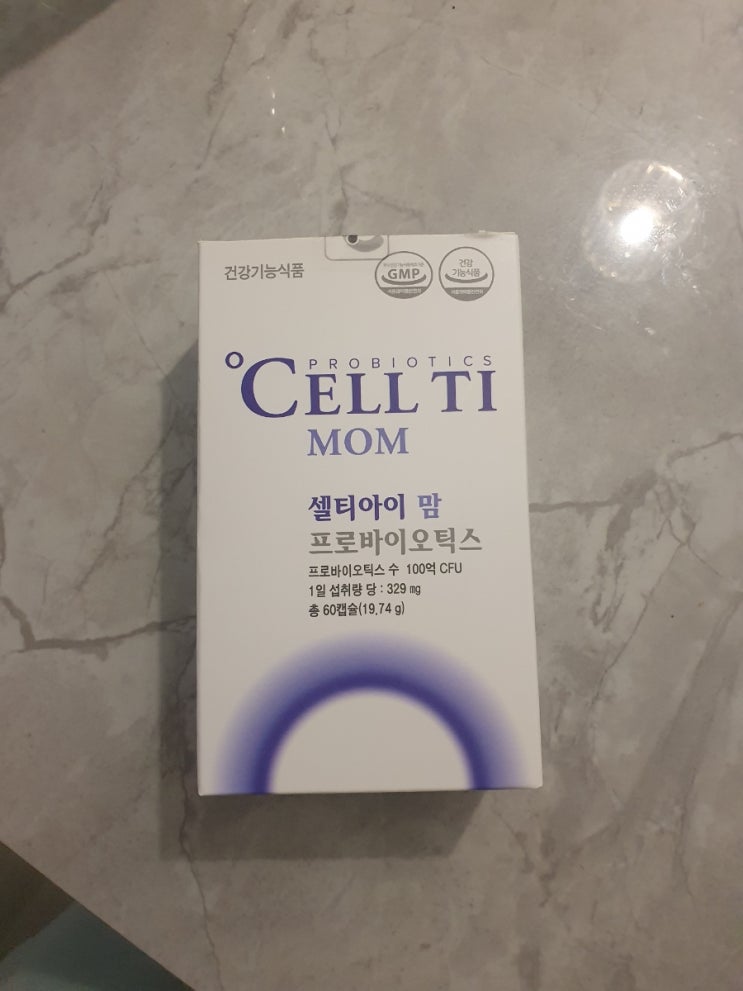 건강기능식품
GMP
건강
기능식품
PROBIOTICS
CELL TI
MOM
셀티아이 맘
프로바이오틱스
프로바이오틱스 수 100억 CFU
1일 섭취량 당 : 329 mg
총 60캡슐(19.74 g)